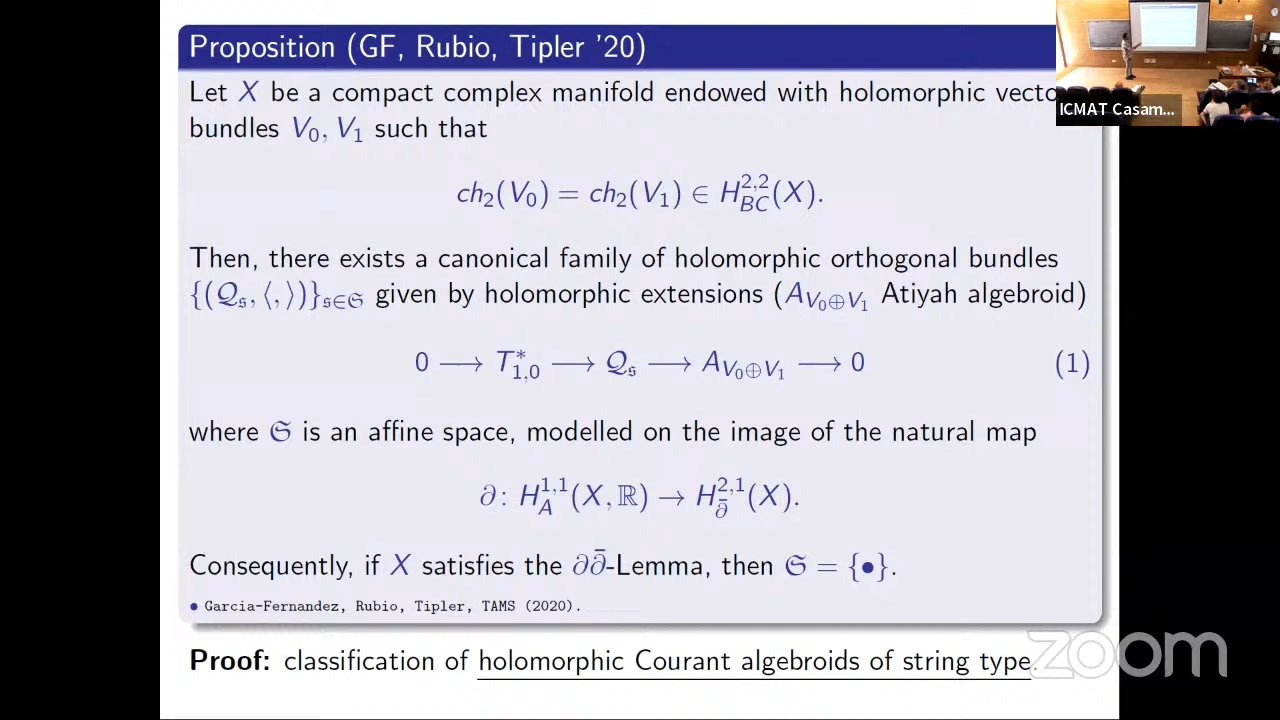 Proposition (GF, Rubio, Tipler '20)
Let X be a compact complex manifold endowed with holomorphic
bundles V₀, V₁ such that
ch₂(V₀) = ch₂(V₁) ∈ H^{2,2}_{BC}(X).
Then, there exists a canonical family of holomorphic orthogonal bundles
{(𝒬_𝔰, ⟨,⟩)}_{𝔰∈𝔖} given by holomorphic extensions (A_{V₀⊕V₁} Atiyah algebroid)
0 ⟶ T*_{1,0} ⟶ 𝒬_𝔰 ⟶ A_{V₀⊕V₁} ⟶ 0 (1)
where 𝔖 is an affine space, modelled on the image of the natural map
∂: H^{1,1}_A(X, ℝ) → H^{2,1}_{∂̄}(X).
Consequently, if X satisfies the ∂∂̄-Lemma, then 𝔖 = {•}.
• Garcia-Fernandez, Rubio, Tipler, TAMS (2020).
Proof: classification of holomorphic Courant algebroids of string type.
ICMAT Casam...
zoom